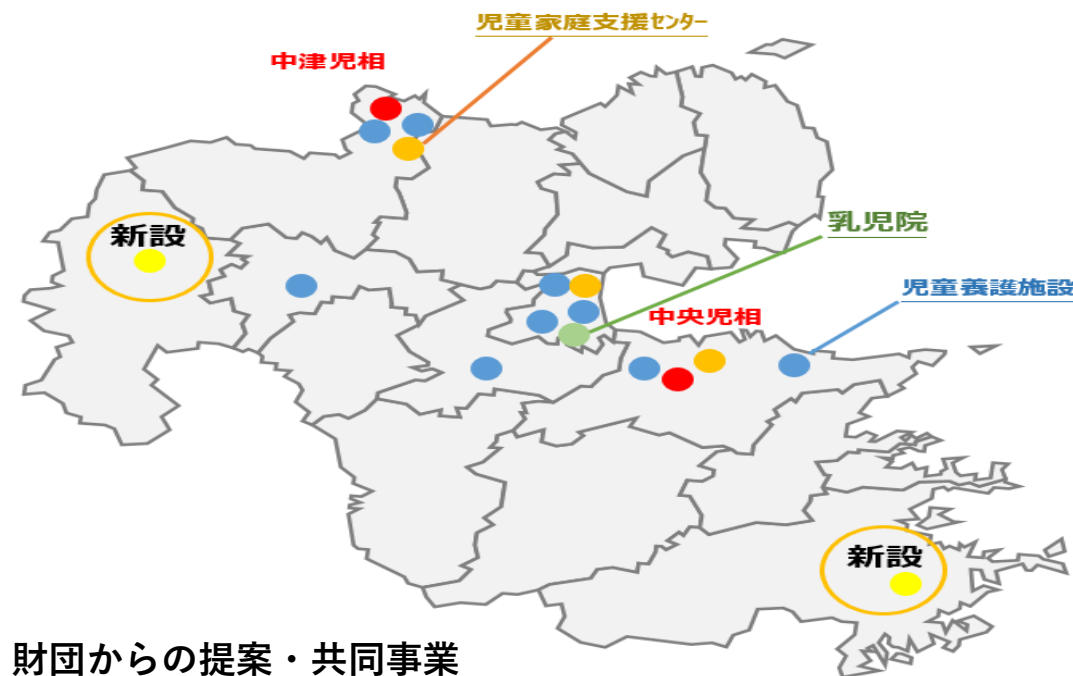 児童家庭支援センター
中津児相
乳児院
新設
児童養護施設
中央児相
新設
財団からの提案・共同事業